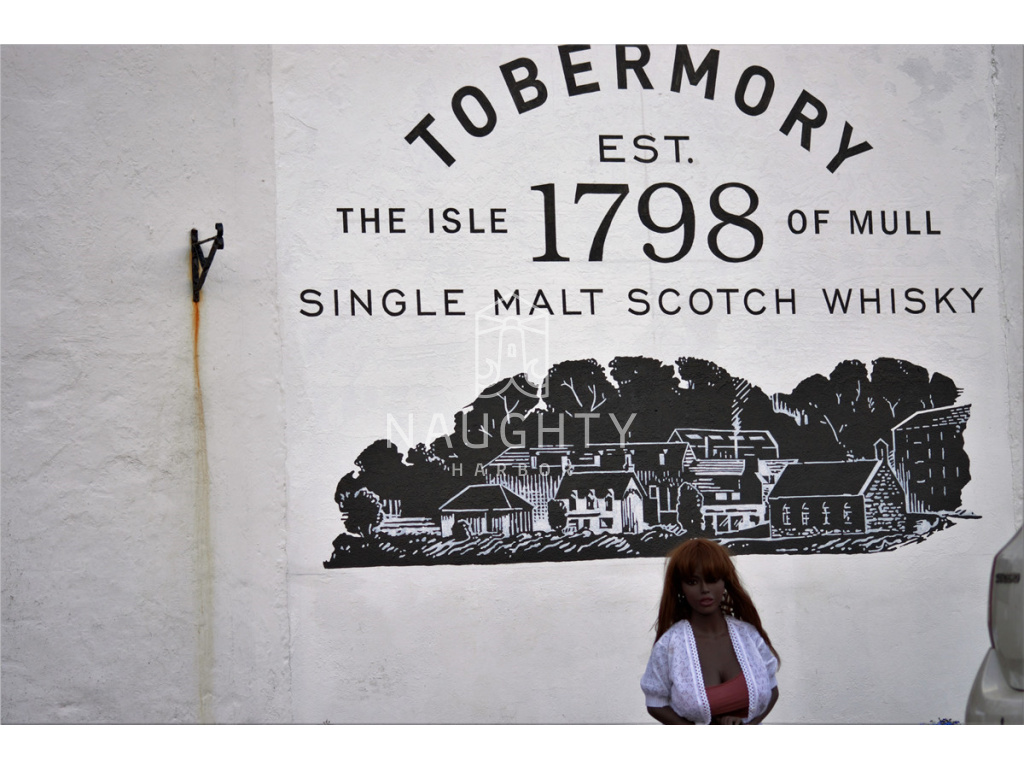 TOBERMORY
EST.
THE ISLE 1798 OF MULL
SINGLE MALT SCOTCH WHISKY
NAUGHTY
HARBOR